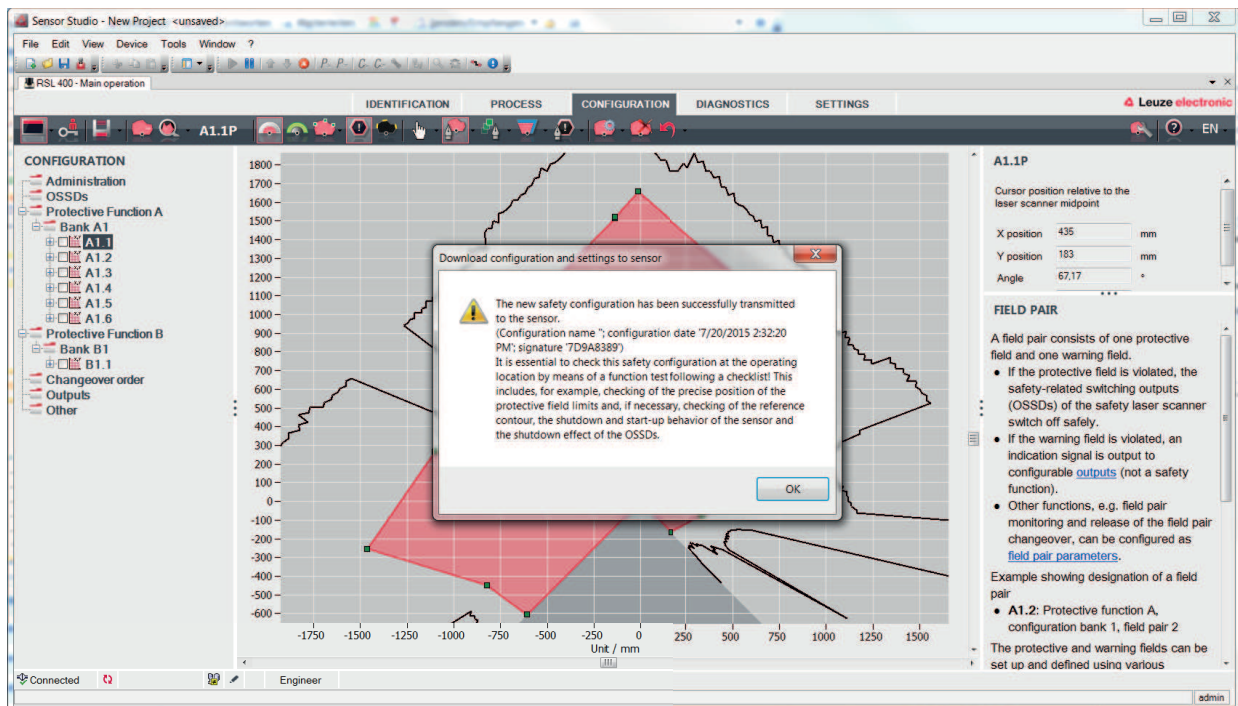 Sensor Studio - New Project <unsaved>
File Edit View Device Tools Window ?
RSL 400 - Main operation
IDENTIFICATION PROCESS CONFIGURATION DIAGNOSTICS SETTINGS
Leuze electronic
A1.1P
EN
CONFIGURATION
Administration
OSSDs
Protective Function A
Bank A1
A1.1
A1.2
A1.3
A1.4
A1.5
A1.6
Protective Function B
Bank B1
B1.1
Changeover order
Outputs
Other
1800
1700
1600
1500
1400
1300
1200
1100
1000
900
800
700
600
500
400
300
200
100
0
-100
-200
-300
-400
-500
-600
-1750 -1500 -1250 -1000 -750 -500 -250 0 250 500 750 1000 1250 1500
Unit / mm
Download configuration and settings to sensor
The new safety configuration has been successfully transmitted
to the sensor.
(Configuration name "; configuration date '7/20/2015 2:32:20
PM'; signature '7D9A8389')
It is essential to check this safety configuration at the operating
location by means of a function test following a checklist! This
includes, for example, checking of the precise position of the
protective field limits and, if necessary, checking of the reference
contour, the shutdown and start-up behavior of the sensor and
the shutdown effect of the OSSDs.
OK
A1.1P
Cursor position relative to the
laser scanner midpoint
X position 435 mm
Y position 183 mm
Angle 67,17 °
FIELD PAIR
A field pair consists of one protective
field and one warning field.
• If the protective field is violated, the
safety-related switching outputs
(OSSDs) of the safety laser scanner
switch off safely.
• If the warning field is violated, an
indication signal is output to
configurable outputs (not a safety
function).
• Other functions, e.g. field pair
monitoring and release of the field pair
changeover, can be configured as
field pair parameters.
Example showing designation of a field
pair
• A1.2: Protective function A,
configuration bank 1, field pair 2
The protective and warning fields can be
set up and defined using various
Connected
Engineer
admin